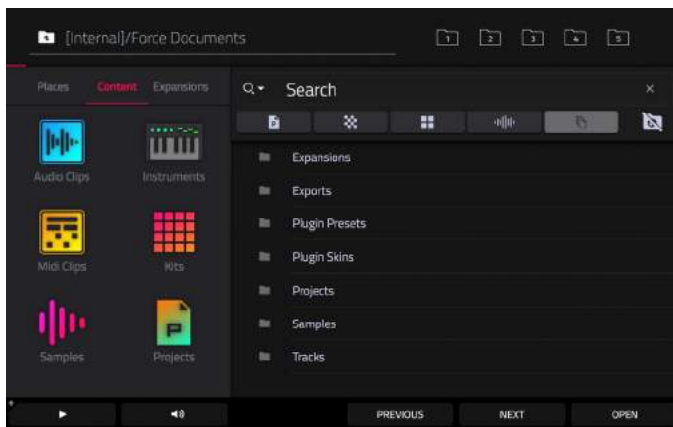 [Internal]/Force Documents
1 2 3 4 5
Places Content Expansions
Search
Audio Clips Instruments
Midi Clips Kits
Samples Projects
Expansions
Exports
Plugin Presets
Plugin Skins
Projects
Samples
Tracks
PREVIOUS NEXT OPEN